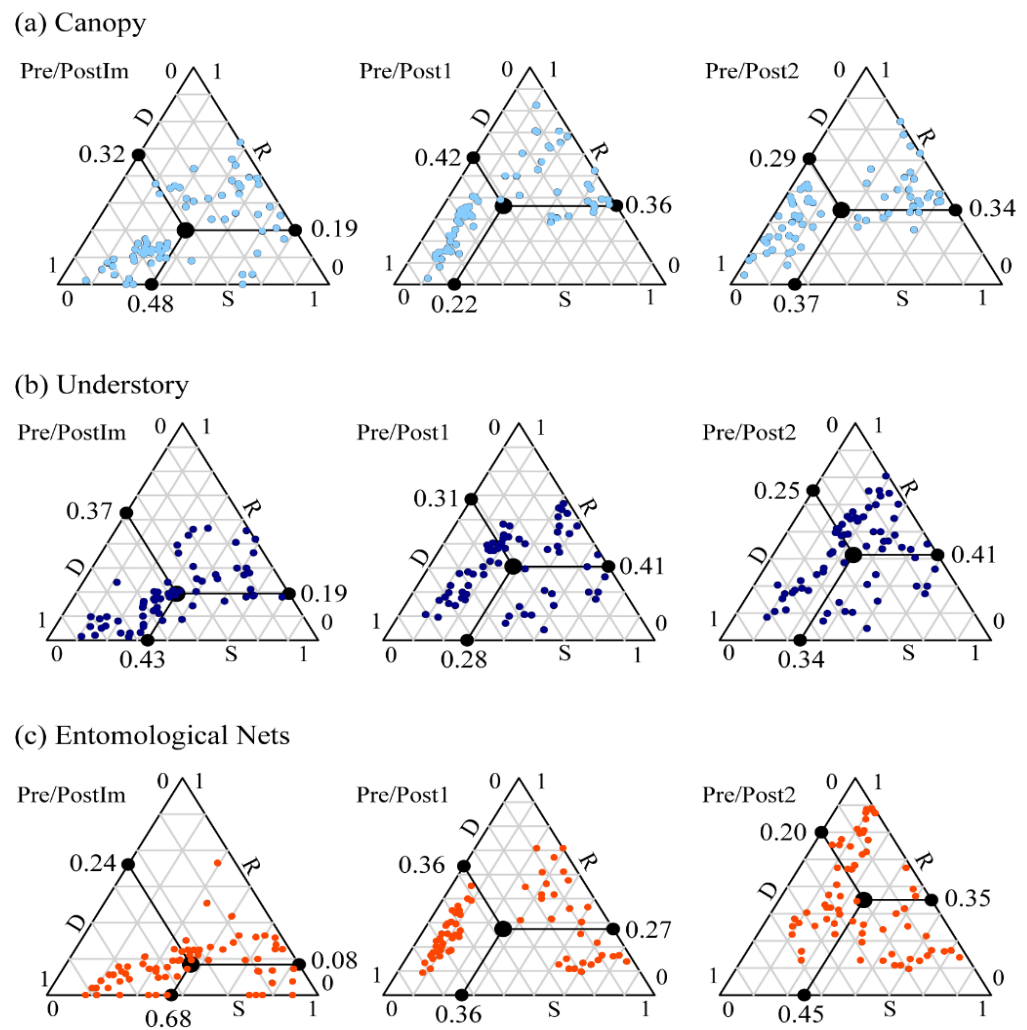 (a) Canopy
Pre/PostIm 0 1 Pre/Post1 0 1 Pre/Post2 0 1
D R D R D R
0.32 0.42 0.29
0.19 0.36 0.34
1 0 1 0 1 0
0 S 1 0 S 1 0 S 1
0.48 0.22 0.37
(b) Understory
Pre/PostIm 0 1 Pre/Post1 0 1 Pre/Post2 0 1
0.37 R 0.31 R 0.25 R
D D D
0.19 0.41 0.41
1 0 1 0 1 0
0 S 1 0 S 1 0 S 1
0.43 0.28 0.34
(c) Entomological Nets
Pre/PostIm 0 1 Pre/Post1 0 1 Pre/Post2 0 1
D 0.20
0.24 R 0.36 R R
D D
0.08 0.27 0.35
1 0 1 0 1 0
0 S 1 0 S 1 0 S 1
0.68 0.36 0.45